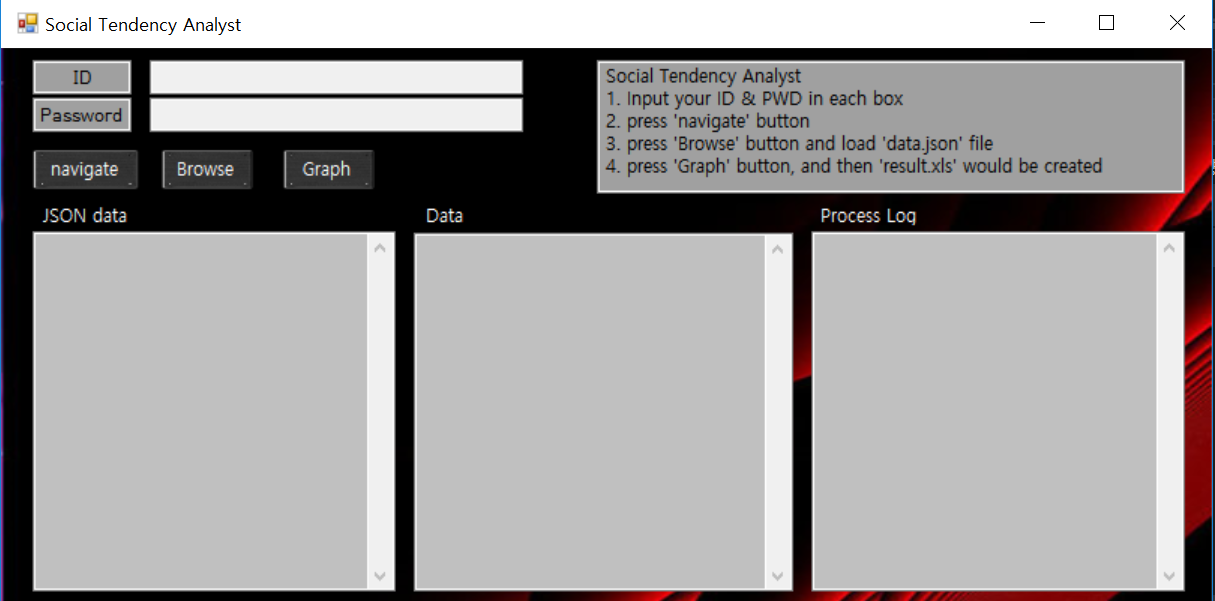 Social Tendency Analyst
ID
Password
navigate Browse Graph
Social Tendency Analyst
1. Input your ID & PWD in each box
2. press 'navigate' button
3. press 'Browse' button and load 'data.json' file
4. press 'Graph' button, and then 'result.xls' would be created
JSON data
Data
Process Log